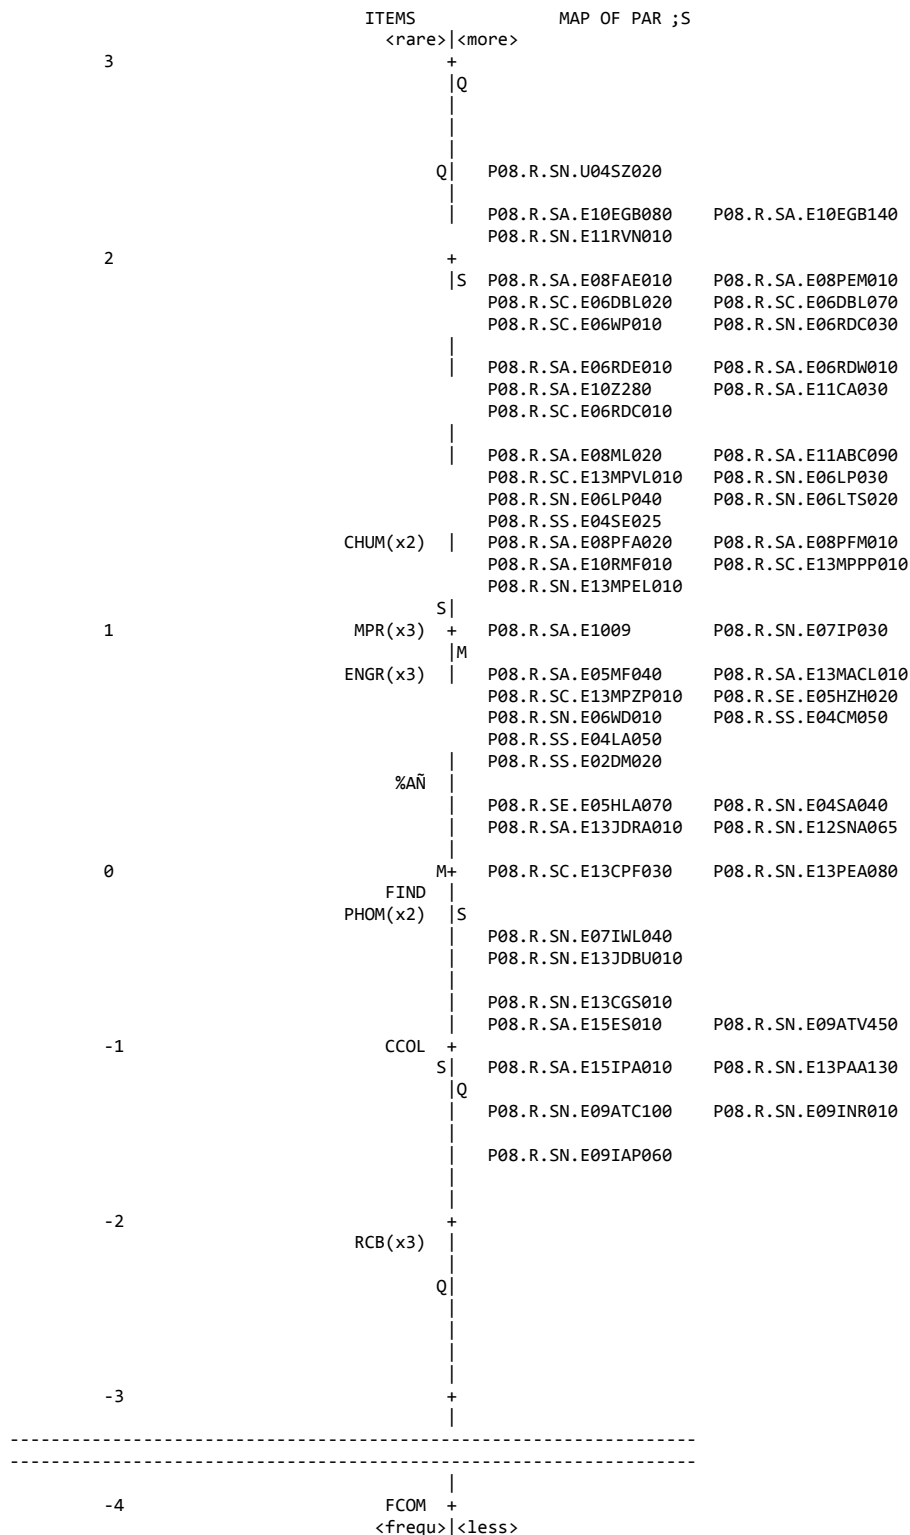 ITEMS MAP OF PAR ;S
<rare>|<more>
3 +
|Q
|
|
|
Q| P08.R.SN.U04SZ020
|
| P08.R.SA.E10EGB080 P08.R.SA.E10EGB140
P08.R.SN.E11RVN010
2 +
|S P08.R.SA.E08FAE010 P08.R.SA.E08PEM010
P08.R.SC.E06DBL020 P08.R.SC.E06DBL070
P08.R.SC.E06WP010 P08.R.SN.E06RDC030
|
| P08.R.SA.E06RDE010 P08.R.SA.E06RDW010
P08.R.SA.E10Z280 P08.R.SA.E11CA030
P08.R.SC.E06RDC010
|
| P08.R.SA.E08ML020 P08.R.SA.E11ABC090
P08.R.SC.E13MPVL010 P08.R.SN.E06LP030
P08.R.SN.E06LP040 P08.R.SN.E06LTS020
P08.R.SS.E04SE025
CHUM(x2) | P08.R.SA.E08PFA020 P08.R.SA.E08PFM010
P08.R.SA.E10RMF010 P08.R.SC.E13MPPP010
P08.R.SN.E13MPEL010
S|
1 MPR(x3) + P08.R.SA.E1009 P08.R.SN.E07IP030
|M
ENGR(x3) | P08.R.SA.E05MF040 P08.R.SA.E13MACL010
P08.R.SC.E13MPZP010 P08.R.SE.E05HZH020
P08.R.SN.E06WD010 P08.R.SS.E04CM050
P08.R.SS.E04LA050
| P08.R.SS.E02DM020
%AÑ |
| P08.R.SE.E05HLA070 P08.R.SN.E04SA040
| P08.R.SA.E13JDRA010 P08.R.SN.E12SNA065
|
0 M+ P08.R.SC.E13CPF030 P08.R.SN.E13PEA080
FIND |
PHOM(x2) |S
| P08.R.SN.E07IWL040
| P08.R.SN.E13JDBU010
|
| P08.R.SN.E13CGS010
| P08.R.SA.E15ES010 P08.R.SN.E09ATV450
-1 CCOL +
S| P08.R.SA.E15IPA010 P08.R.SN.E13PAA130
|Q
| P08.R.SN.E09ATC100 P08.R.SN.E09INR010
|
| P08.R.SN.E09IAP060
|
|
-2 +
RCB(x3) |
|
Q|
|
|
|
|
-3 +
|
-------------------------------------------------------------------
-------------------------------------------------------------------
|
-4 FCOM +
<frequ>|<less>